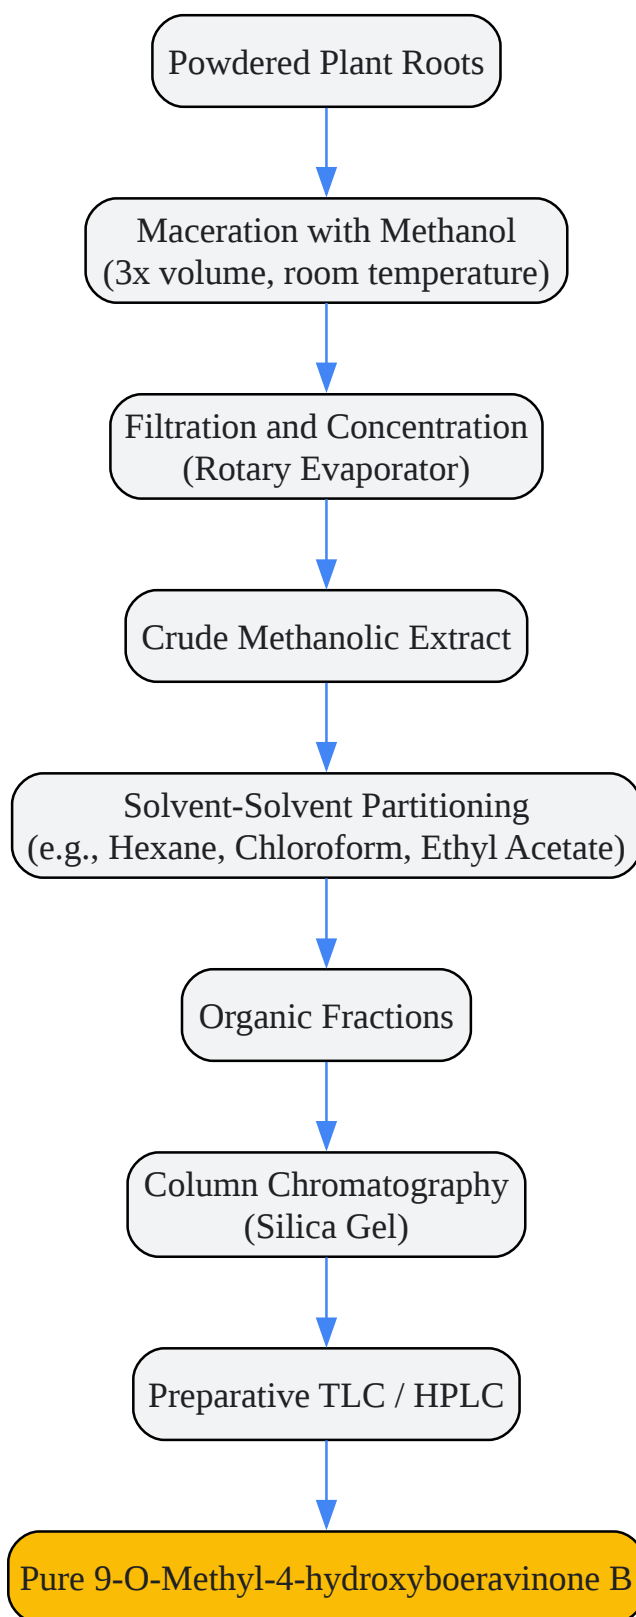 Powdered Plant Roots
Maceration with Methanol
(3x volume, room temperature)
Filtration and Concentration
(Rotary Evaporator)
Crude Methanolic Extract
Solvent-Solvent Partitioning
(e.g., Hexane, Chloroform, Ethyl Acetate)
Organic Fractions
Column Chromatography
(Silica Gel)
Preparative TLC / HPLC
Pure 9-O-Methyl-4-hydroxyboeravinone B